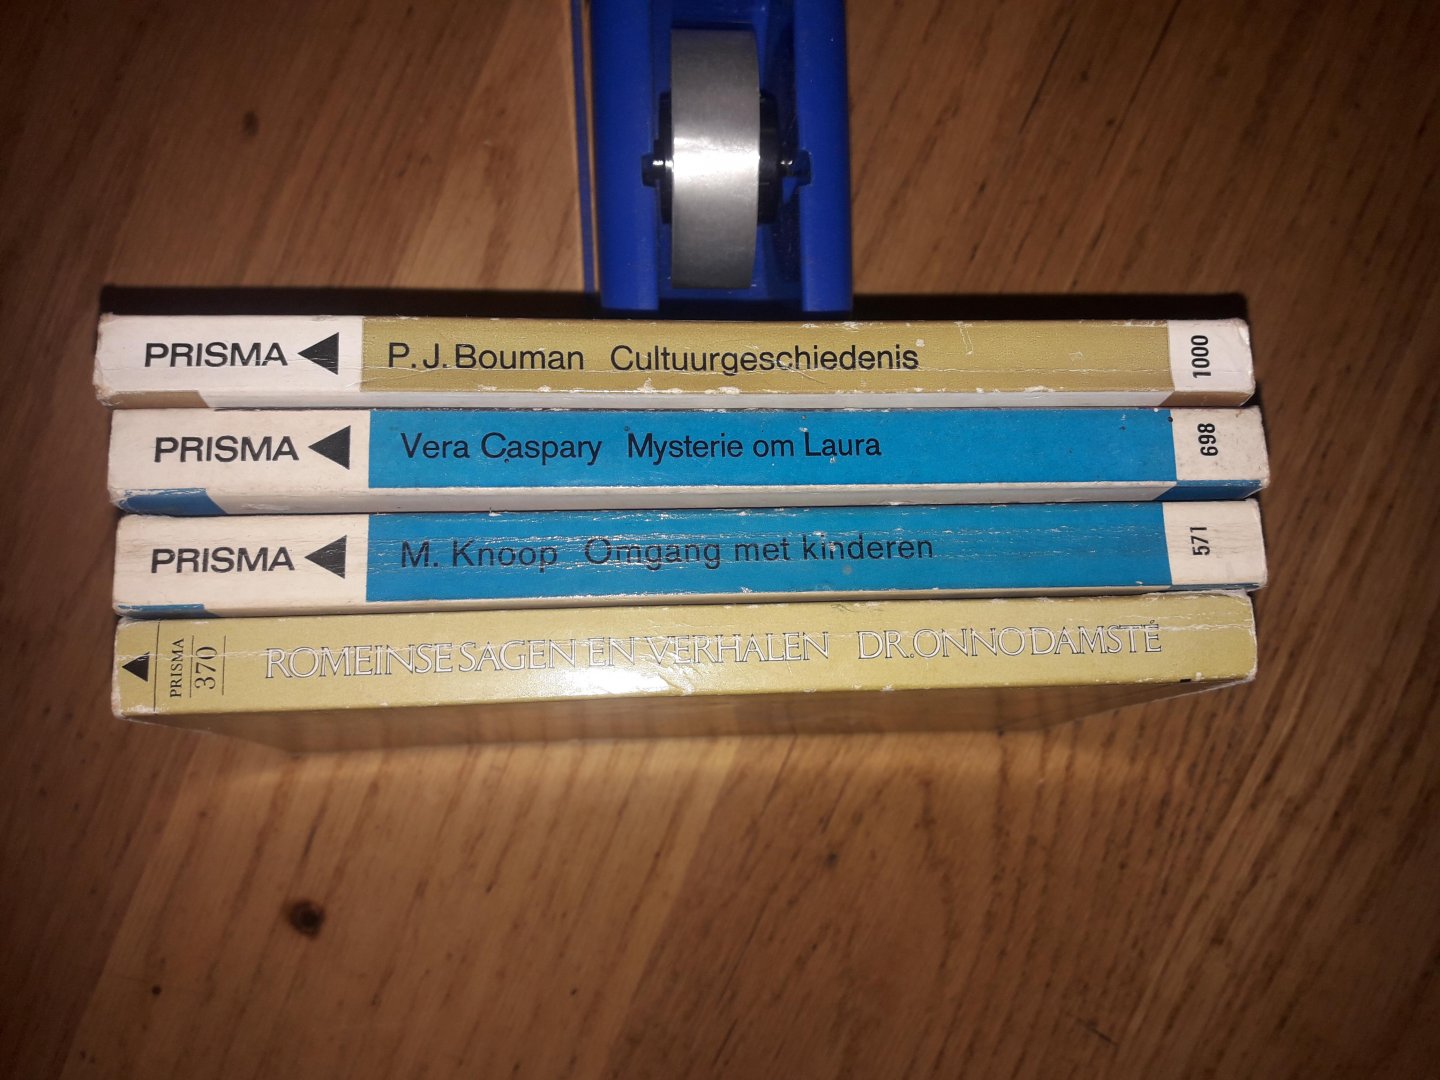 PRISMA P. J. Bouman Cultuurgeschiedenis 1000
PRISMA Vera Caspary Mysterie om Laura 698
PRISMA M. Knoop Omgang met kinderen 571
PRISMA 370 ROMEINSE SAGEN EN VERHALEN DR. ONNO DAMSTÉ